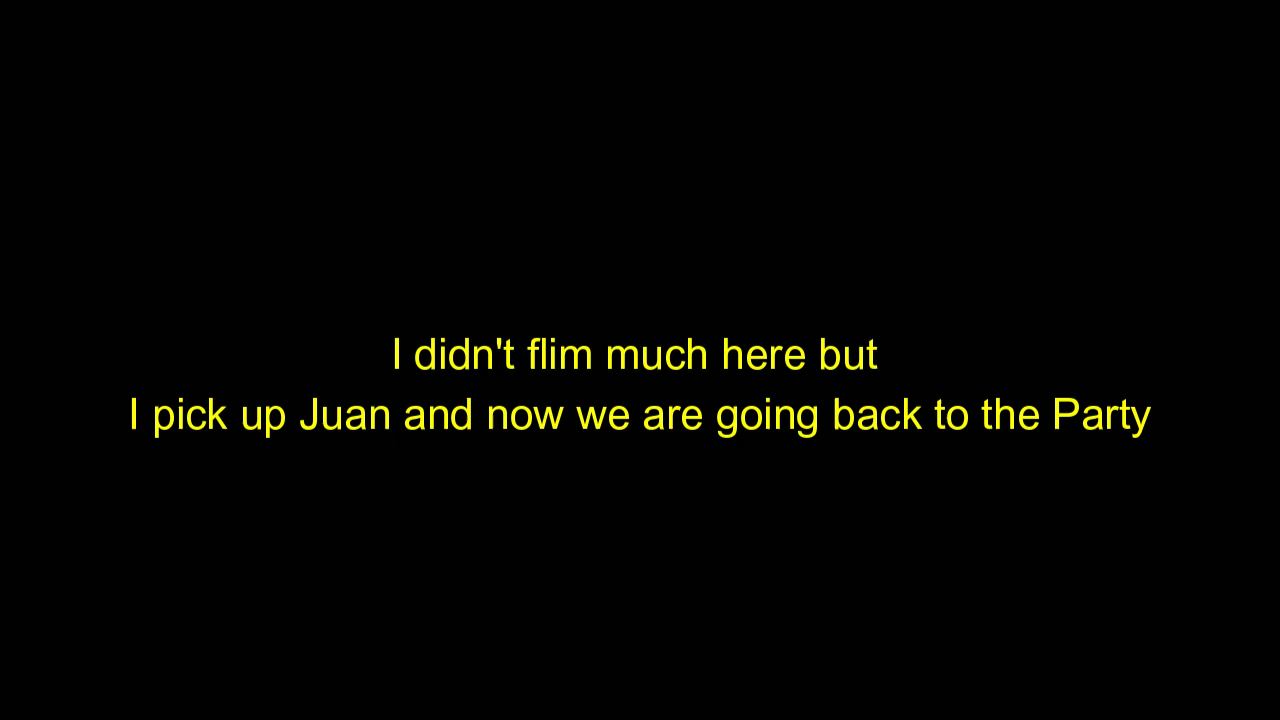 I didn't flim much here but
I pick up Juan and now we are going back to the Party